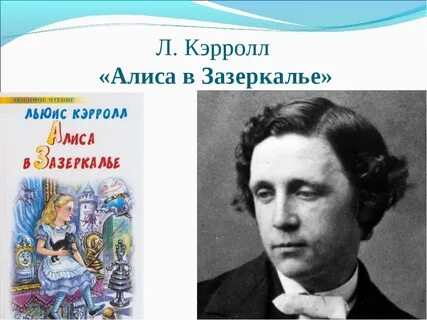 Л. Кэрролл
«Алиса в Зазеркалье»
ЛЮБИМОЕ ЧТЕНИЕ
ЛЬЮИС КЭРРОЛЛ
АЛИСА
В ЗАЗЕРКАЛЬЕ